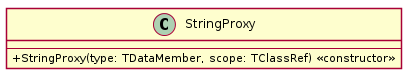 C StringProxy
+StringProxy(type: TDataMember, scope: TClassRef) «constructor»